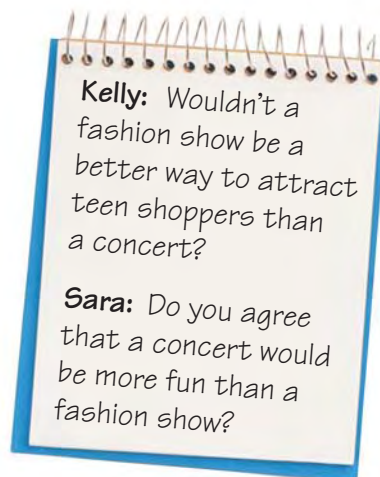 Kelly: Wouldn't a
fashion show be a
better way to attract
teen shoppers than
a concert?
Sara: Do you agree
that a concert would
be more fun than a
fashion show?